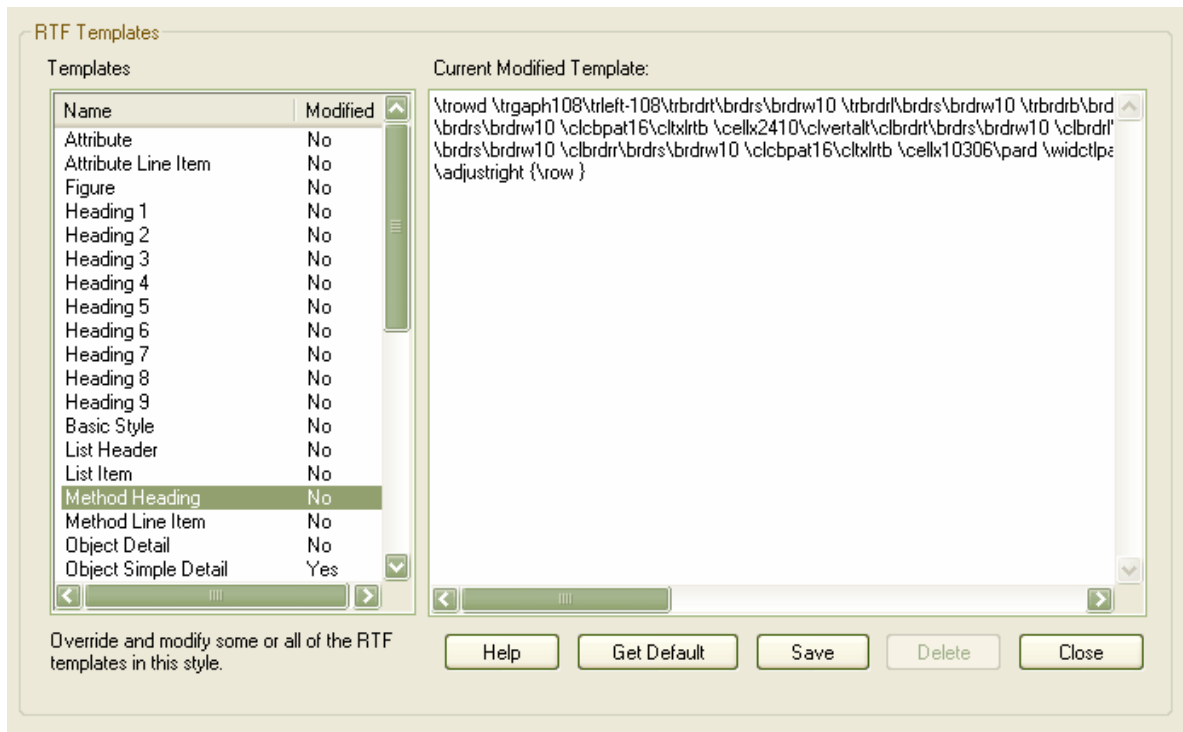 RTF Templates
Templates
Current Modified Template:
Name Modified
Attribute No
Attribute Line Item No
Figure No
Heading 1 No
Heading 2 No
Heading 3 No
Heading 4 No
Heading 5 No
Heading 6 No
Heading 7 No
Heading 8 No
Heading 9 No
Basic Style No
List Header No
List Item No
Method Heading No
Method Line Item No
Object Detail No
Object Simple Detail Yes
\trowd \trgaph108\trleft-108\trbrdrt\brdrs\brdrw10 \trbrdrl\brdrs\brdrw10 \trbrdrb\brd
\brdrs\brdrw10 \clcbpat16\cltxlrtb \cellx2410\clvertalt\clbrdrt\brdrs\brdrw10 \clbrdrl\
\brdrs\brdrw10 \clbrdrr\brdrs\brdrw10 \clcbpat16\cltxlrtb \cellx10306\pard \widctlpa
\adjustright {\row }
Override and modify some or all of the RTF
templates in this style.
Help Get Default Save Delete Close